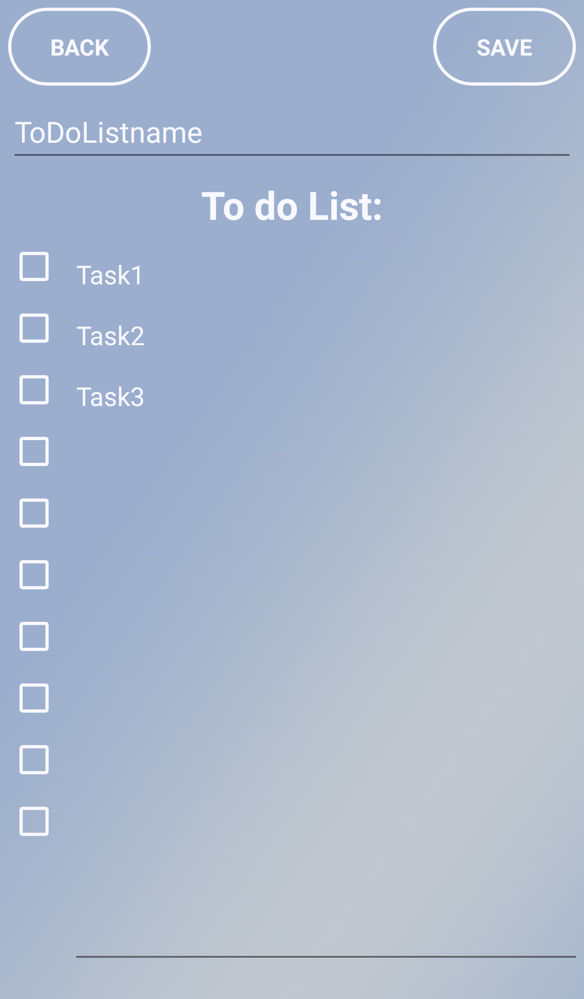 BACK
SAVE
ToDoListname
To do List:
Task1
Task2
Task3